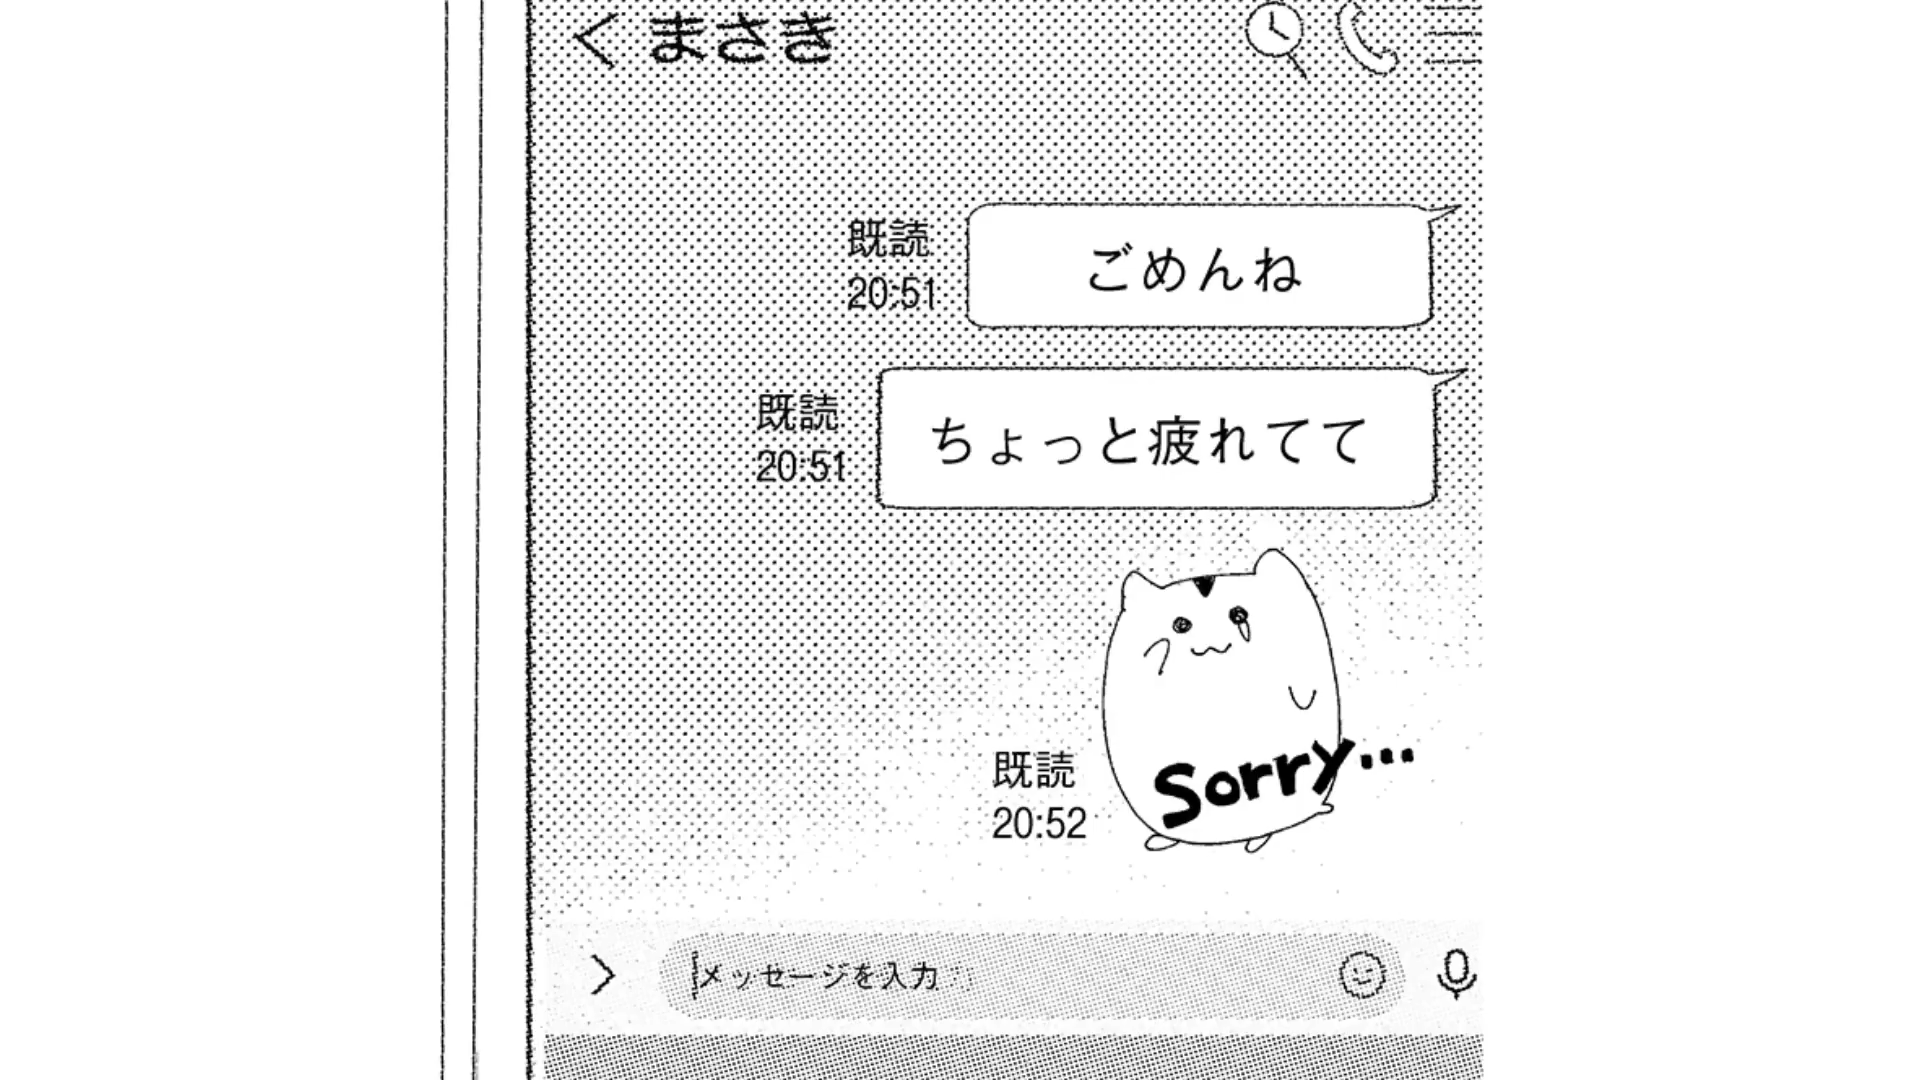 まさき
既読
20:51
ごめんね
既読
20:51
ちょっと疲れてて
既読
20:52
Sorry...
メッセージを入力